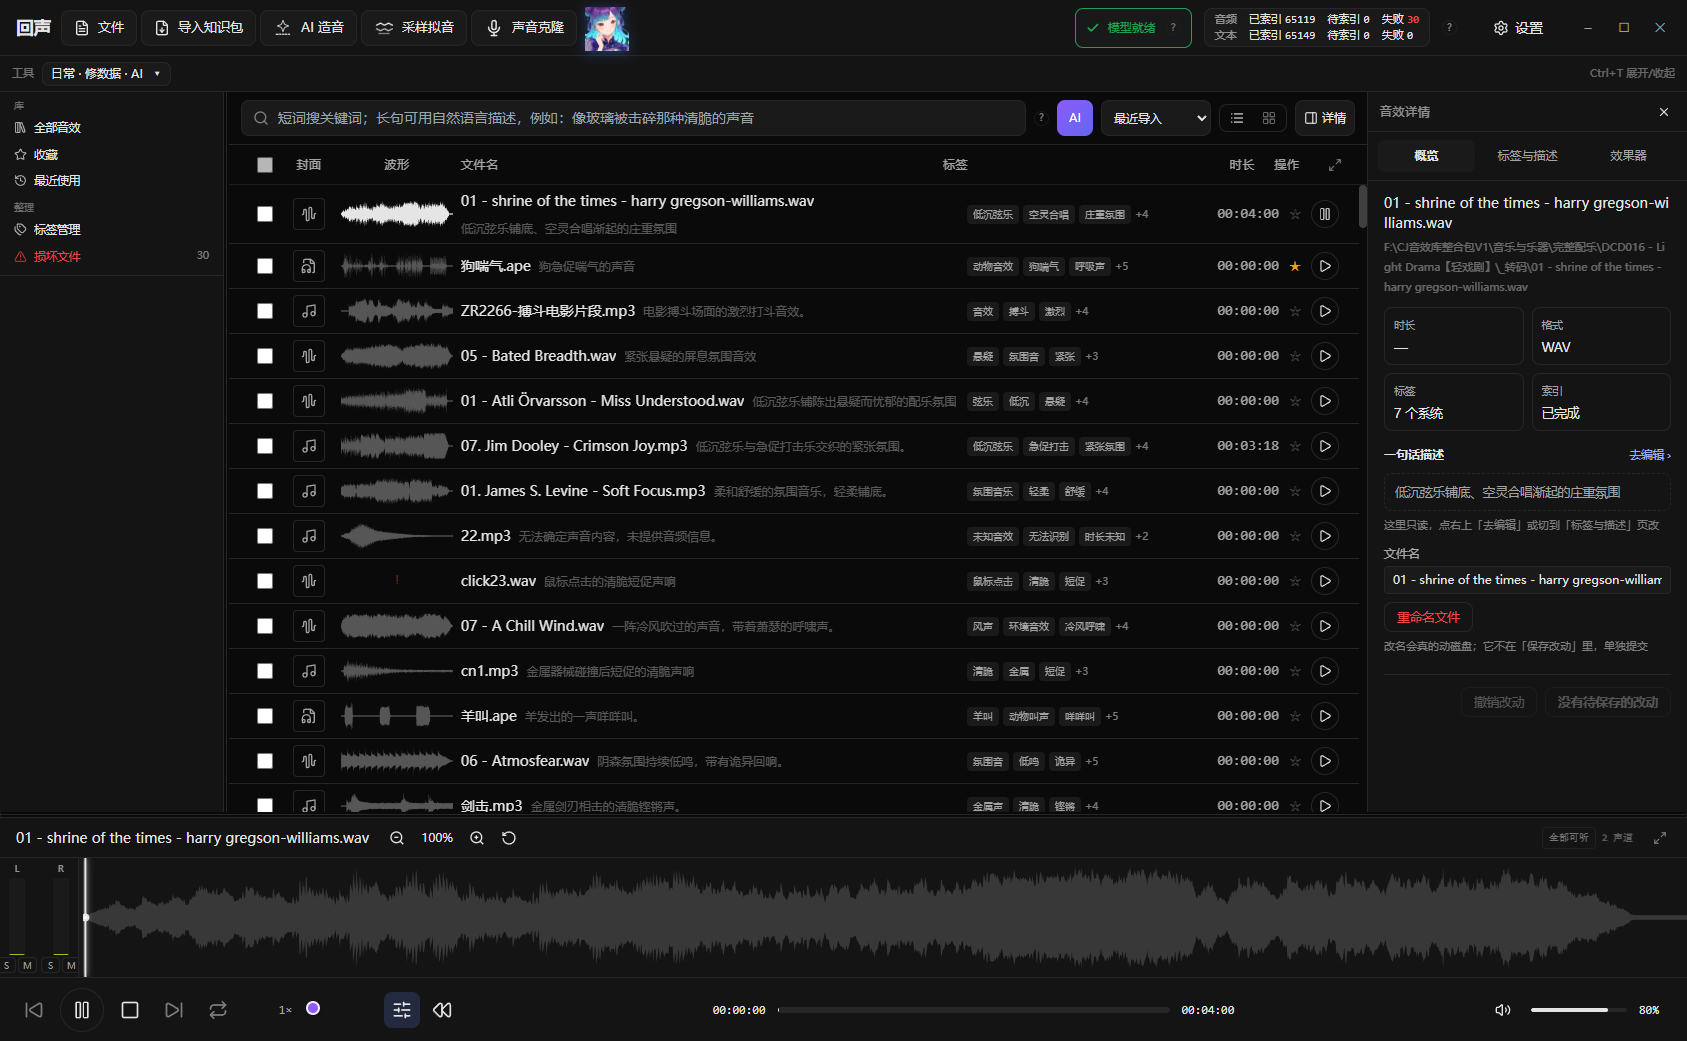 回声 文件 导入知识包 AI 造音 采样拟音 声音克隆 模型就绪 ? 音频 已索引 65119 待索引 0 失败 30 ? 设置
文本 已索引 65149 待索引 0 失败 0
工具 日常 · 修数据 · AI Ctrl+T 展开/收起
库
全部音效
收藏
最近使用
整理
标签管理
损坏文件 30
短词搜关键词；长句可用自然语言描述，例如：像玻璃被击碎那种清脆的声音 ? AI 最近导入 详情
封面 波形 文件名 标签 时长 操作
01 - shrine of the times - harry gregson-williams.wav
低沉弦乐铺底、空灵合唱渐起的庄重氛围
低沉弦乐 空灵合唱 庄重氛围 +4 00:04:00
狗喘气.ape 狗急促喘气的声音 动物音效 狗喘气 呼吸声 +5 00:00:00
ZR2266-搏斗电影片段.mp3 电影搏斗场面的激烈打斗音效。 音效 搏斗 激烈 +4 00:00:00
05 - Bated Breadth.wav 紧张悬疑的屏息氛围音效 悬疑 氛围音 紧张 +3 00:00:00
01 - Atli Örvarsson - Miss Understood.wav 低沉弦乐铺陈出悬疑而忧郁的配乐氛围 弦乐 低沉 悬疑 +4 00:00:00
07. Jim Dooley - Crimson Joy.mp3 低沉弦乐与急促打击乐交织的紧张氛围。 低沉弦乐 急促打击 紧张氛围 +4 00:03:18
01. James S. Levine - Soft Focus.mp3 柔和舒缓的氛围音乐，轻柔铺底。 氛围音乐 轻柔 舒缓 +4 00:00:00
22.mp3 无法确定声音内容，未提供音频信息。 未知音效 无法识别 时长未知 +2 00:00:00
! click23.wav 鼠标点击的清脆短促声响 鼠标点击 清脆 短促 +3 00:00:00
07 - A Chill Wind.wav 一阵冷风吹过的声音，带着萧瑟的呼啸声。 风声 环境音效 冷风呼啸 +4 00:00:00
cn1.mp3 金属器械碰撞后短促的清脆声响 清脆 金属 短促 +3 00:00:00
羊叫.ape 羊发出的一声咩咩叫。 羊叫 动物叫声 咩咩叫 +5 00:00:00
06 - Atmosfear.wav 阴森氛围持续低鸣，带有诡异回响。 氛围音 低鸣 诡异 +5 00:00:00
剑击.mp3 金属剑刃相击的清脆铿锵声。 金属声 清脆 铿锵 +4 00:00:00
音效详情
概览 标签与描述 效果器
01 - shrine of the times - harry gregson-wi
lliams.wav
F:\CJ音效库整合包V1\音乐与乐器\完整配乐\DCD016 - Li
ght Drama【轻戏剧】\_转码\01 - shrine of the times -
harry gregson-williams.wav
时长 格式
— WAV
标签 索引
7 个系统 已完成
一句话描述 去编辑 ›
低沉弦乐铺底、空灵合唱渐起的庄重氛围
这里只读，点右上「去编辑」或切到「标签与描述」页改
文件名
01 - shrine of the times - harry gregson-william
重命名文件
改名会真的动磁盘；它不在「保存改动」里，单独提交
撤销改动 没有待保存的改动
01 - shrine of the times - harry gregson-williams.wav 100% 全部可听 2 声道
L R
S M S M
1× 00:00:00 00:04:00 80%